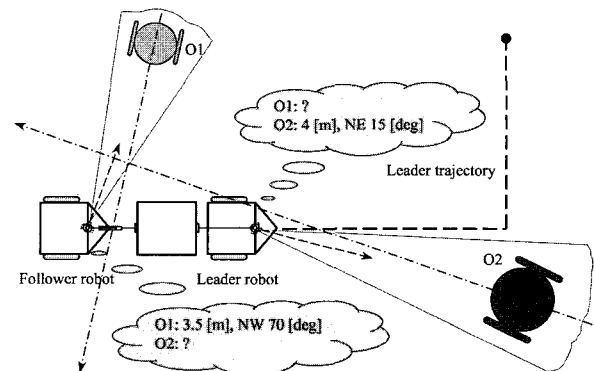 O1
O1: ?
O2: 4 [m], NE 15 [deg]
Leader trajectory
O2
Follower robot
Leader robot
O1: 3.5 [m], NW 70 [deg]
O2: ?